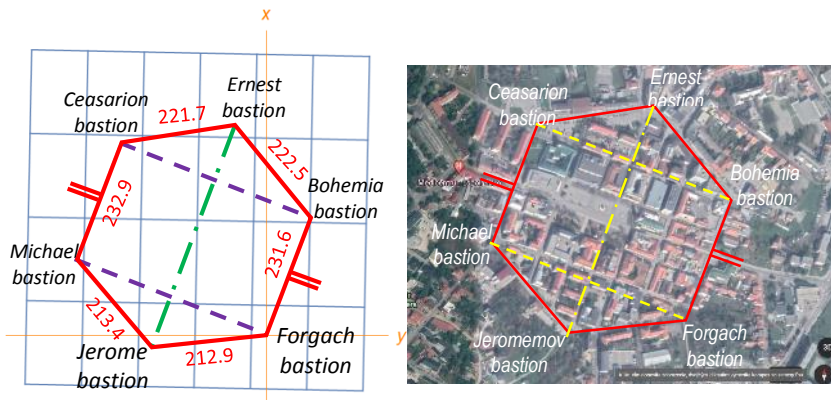 x
Ernest
bastion
Ceasarion
bastion
221.7
222.5
Bohemia
bastion
232.9
231.6
Michael
bastion
213.4
212.9
Jerome
bastion
Forgach
bastion
y
Ernest
bastion
Ceasarion
bastion
Bohemia
bastion
Michael
bastion
Jeromemov
bastion
Forgach
bastion